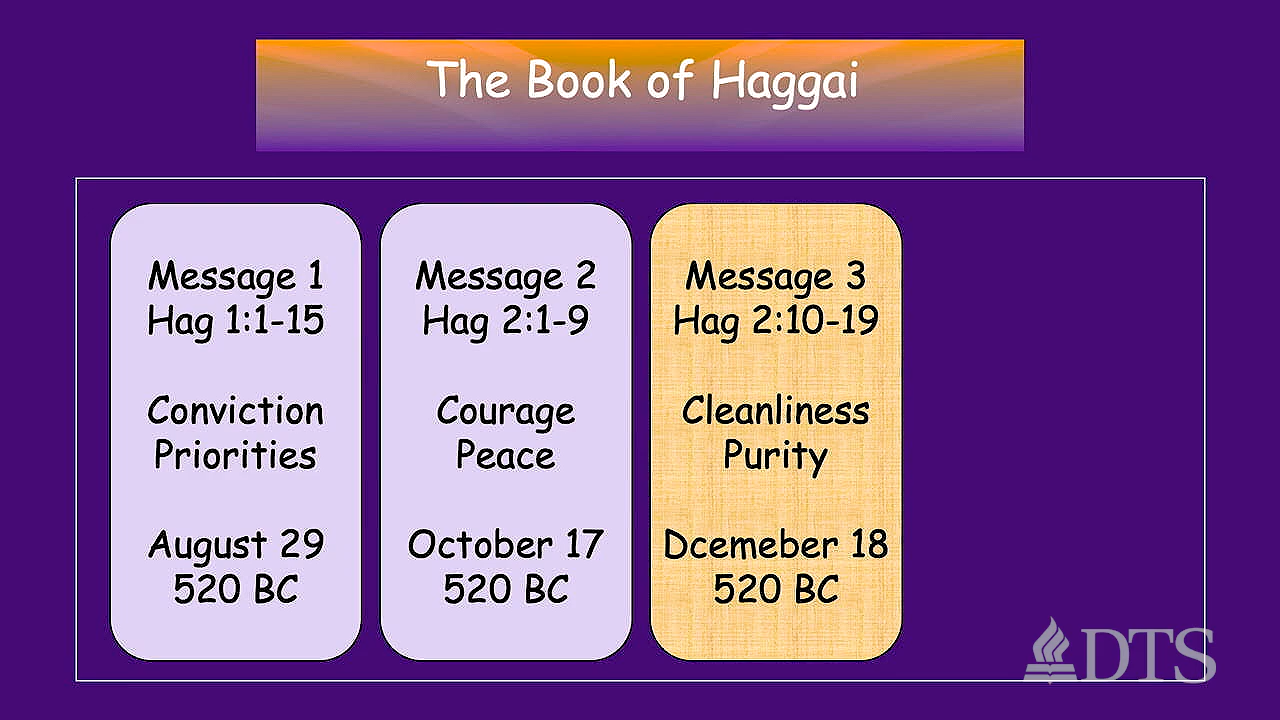 The Book of Haggai
Message 1
Hag 1:1-15
Conviction
Priorities
August 29
520 BC
Message 2
Hag 2:1-9
Courage
Peace
October 17
520 BC
Message 3
Hag 2:10-19
Cleanliness
Purity
Dcemeber 18
520 BC
DTS